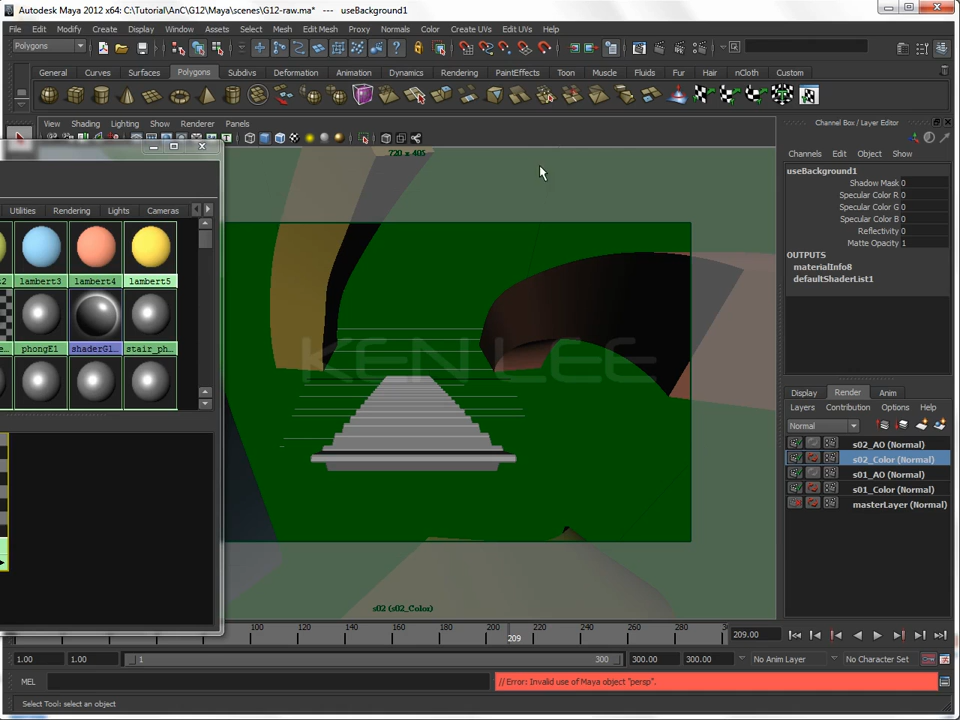 Autodesk Maya 2012 x64: C:\Tutorial\AnC\G12\Maya\scenes\G12-raw.ma* --- useBackground1
File Edit Modify Create Display Window Assets Select Mesh Edit Mesh Proxy Normals Color Create UVs Edit UVs Help
Polygons
General Curves Surfaces Polygons Subdivs Deformation Animation Dynamics Rendering PaintEffects Toon Muscle Fluids Fur Hair nCloth Custom
View Shading Lighting Show Renderer Panels
Channel Box / Layer Editor
Channels Edit Object Show
720 x 405
useBackground1
Shadow Mask 0
Specular Color R 0
Specular Color G 0
Specular Color B 0
Reflectivity 0
Matte Opacity 1
OUTPUTS
materialInfo8
defaultShaderList1
Utilities Rendering Lights Cameras
lambert3 lambert4 lambert5
phongE1 shaderGl... stair_ph...
KEN LEE
Display Render Anim
Layers Contribution Options Help
Normal
s02_AO (Normal)
s02_Color (Normal)
s01_AO (Normal)
s01_Color (Normal)
masterLayer (Normal)
s02 (s02_Color)
100 120 140 160 180 200 220 240 260 280 30
209
209.00
1.00 1.00 1 300 300.00 300.00 No Anim Layer No Character Set
MEL // Error: Invalid use of Maya object "persp".
Select Tool: select an object